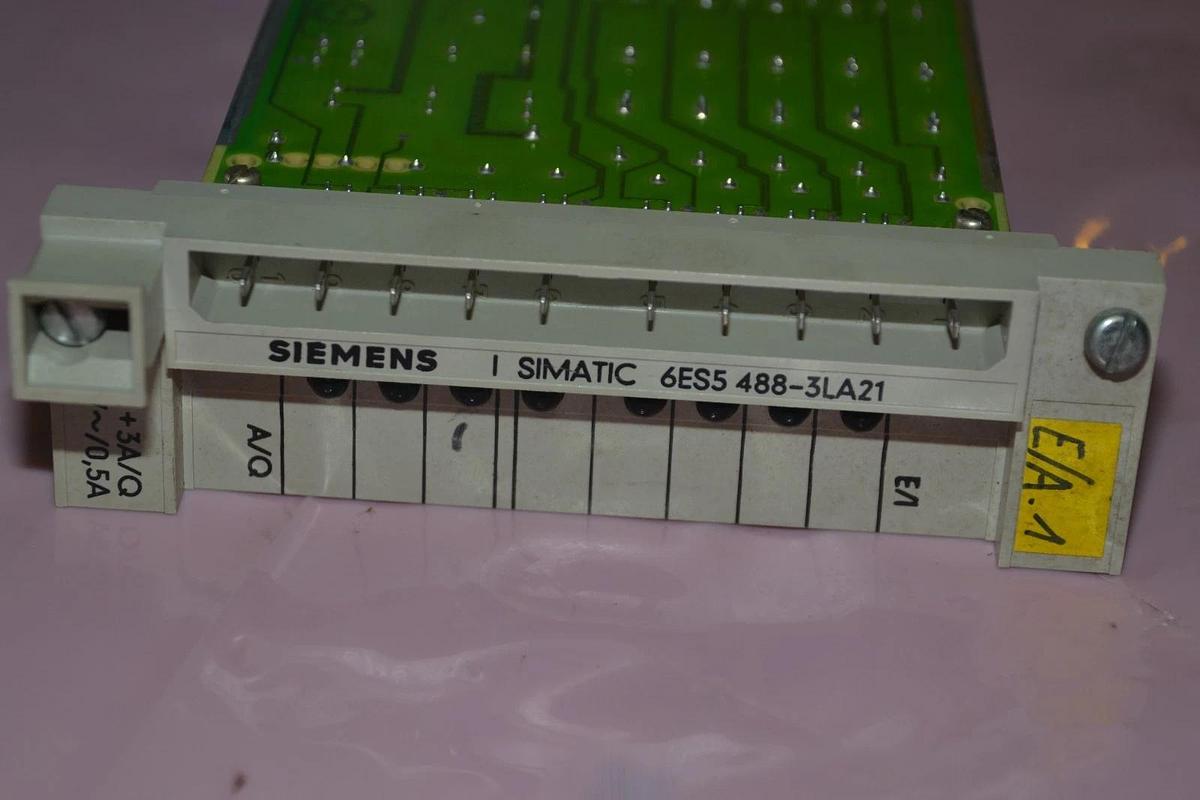 SIEMENS | SIMATIC 6ES5 488-3LA21
+3A/Q
~/0,5A
A/Q
E/I
E/A.1